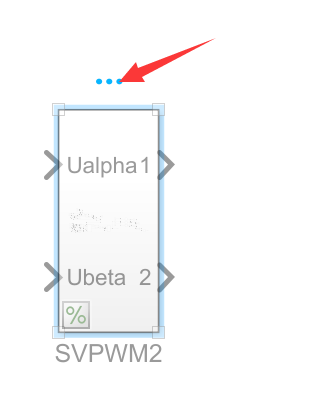 Ualpha 1
Ubeta 2
%
SVPWM2